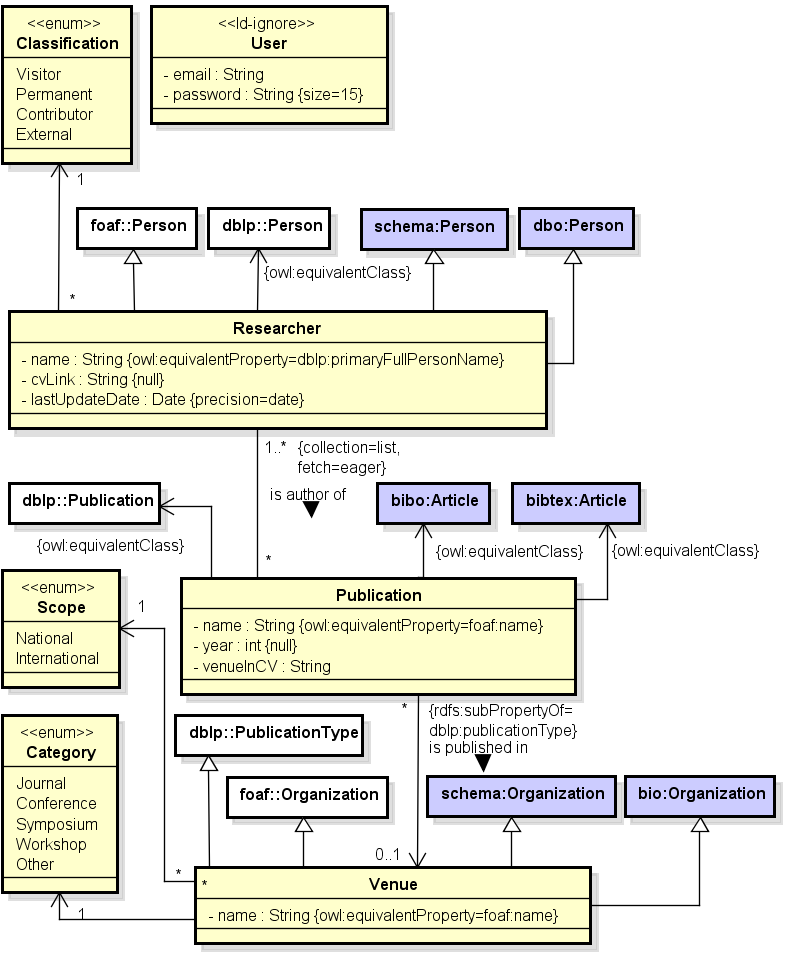 <<enum>>
Classification
Visitor
Permanent
Contributor
External
<<ld-ignore>>
User
- email : String
- password : String {size=15}
1
*
foaf::Person
dblp::Person
schema:Person
dbo:Person
{owl:equivalentClass}
Researcher
- name : String {owl:equivalentProperty=dblp:primaryFullPersonName}
- cvLink : String {null}
- lastUpdateDate : Date {precision=date}
1..*
{collection=list,
fetch=eager}
is author of
*
dblp::Publication
{owl:equivalentClass}
bibo:Article
{owl:equivalentClass}
bibtex:Article
{owl:equivalentClass}
<<enum>>
Scope
National
International
1
Publication
- name : String {owl:equivalentProperty=foaf:name}
- year : int {null}
- venueInCV : String
*
{rdfs:subPropertyOf=
dblp:publicationType}
is published in
<<enum>>
Category
Journal
Conference
Symposium
Workshop
Other
dblp::PublicationType
foaf::Organization
schema:Organization
bio:Organization
0..1
*
*
1
Venue
- name : String {owl:equivalentProperty=foaf:name}